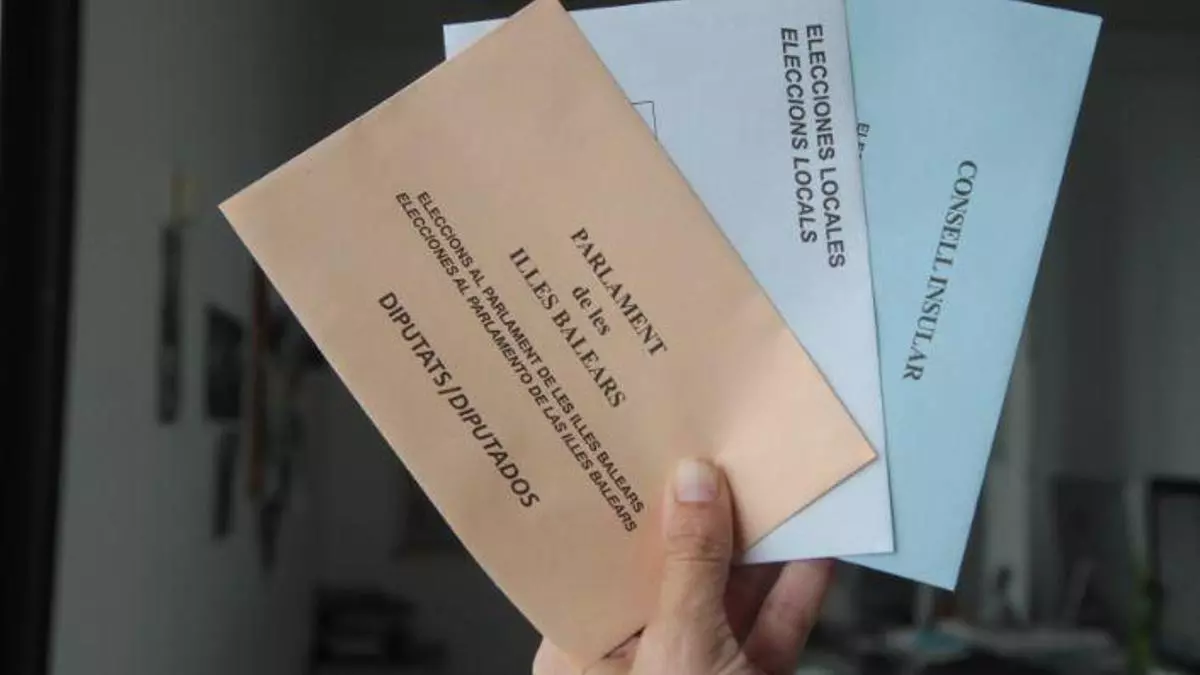 PARLAMENT
de les
ILLES BALEARS
ELECCIONS AL PARLAMENT DE LES ILLES BALEARS
ELECCIONES AL PARLAMENTO DE LAS ILLES BALEARS
DIPUTATS/DIPUTADOS
ELECCIONES LOCALES
ELECCIONS LOCALS
CONSELL INSULAR